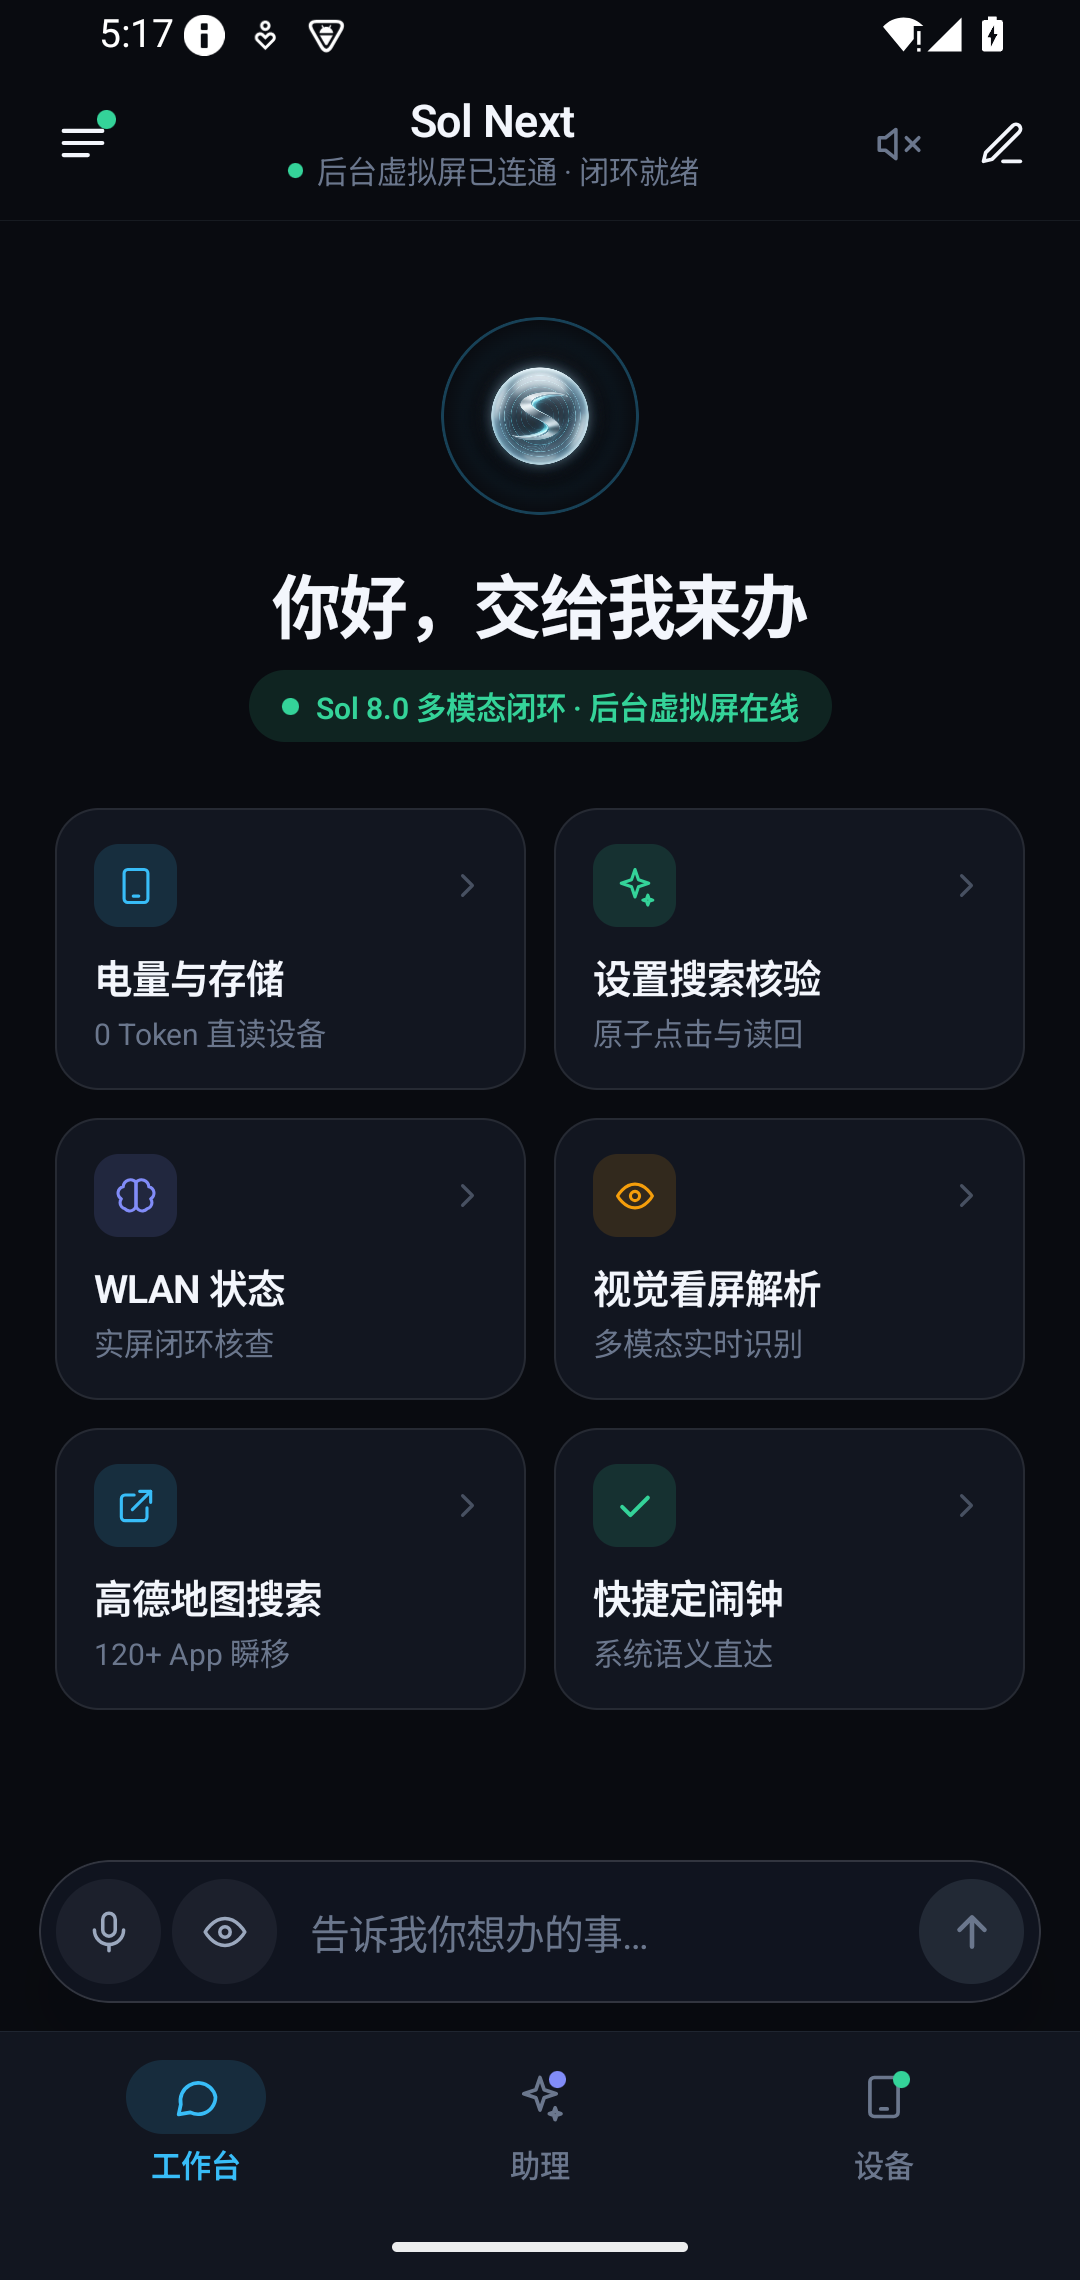 5:17
Sol Next
后台虚拟屏已连通 · 闭环就绪
你好，交给我来办
Sol 8.0 多模态闭环 · 后台虚拟屏在线
电量与存储
0 Token 直读设备
设置搜索核验
原子点击与读回
WLAN 状态
实屏闭环核查
视觉看屏解析
多模态实时识别
高德地图搜索
120+ App 瞬移
快捷定闹钟
系统语义直达
告诉我你想办的事...
工作台
助理
设备